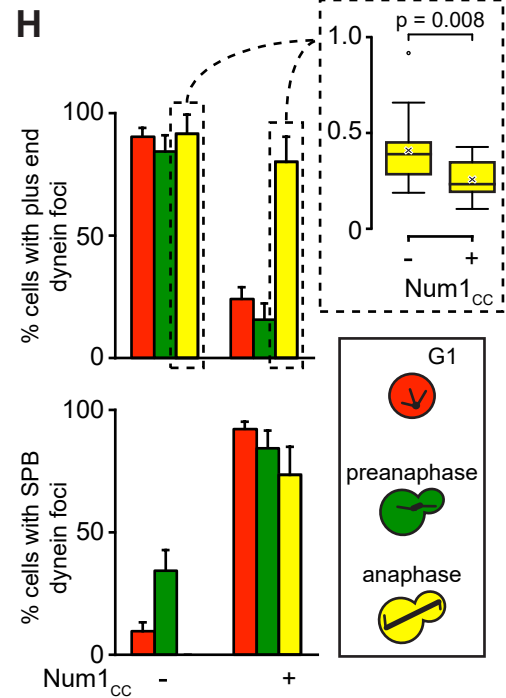 H
p = 0.008
1.0
0.5
0
- +
Num1CC
% cells with plus end
dynein foci
100
50
0
% cells with SPB
dynein foci
100
50
0
Num1CC - +
G1
preanaphase
anaphase